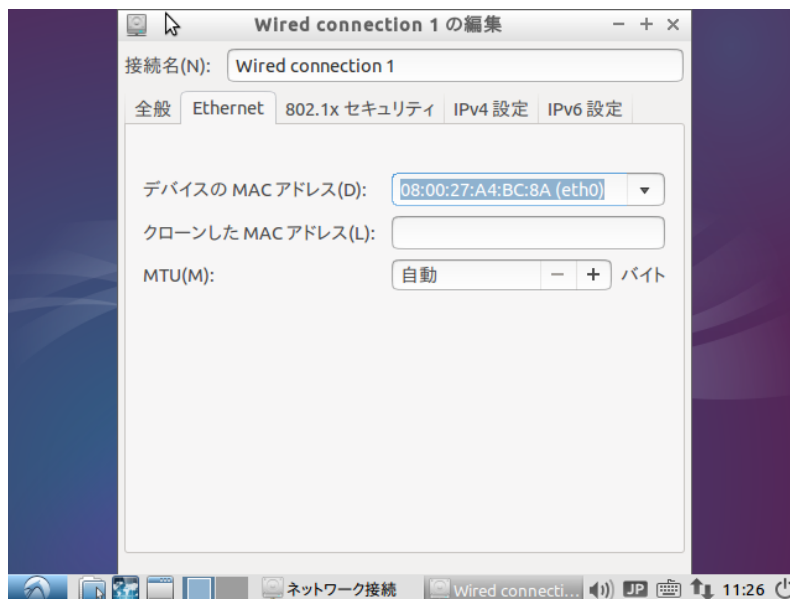 Wired connection 1 の編集
接続名(N): Wired connection 1
全般 Ethernet 802.1x セキュリティ IPv4 設定 IPv6 設定
デバイスの MAC アドレス(D): 08:00:27:A4:BC:8A (eth0)
クローンした MAC アドレス(L):
MTU(M): 自動 − + バイト
ネットワーク接続 Wired connecti... JP 11:26